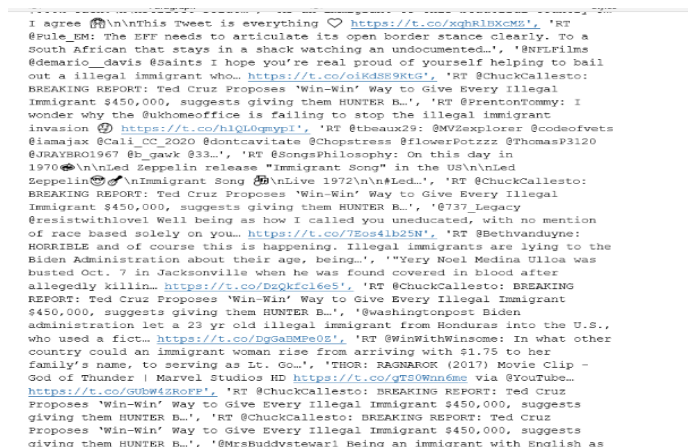 I agree \n\nThis Tweet is everything ♡ https://t.co/xqhRlBXcMZ', 'RT
@Fule_EM: The EFF needs to articulate its open border stance clearly. To a
South African that stays in a shack watching an undocumented…', '@NFLFilms
@demario__davis @Saints I hope you're real proud of yourself helping to bail
out a illegal immigrant who… https://t.co/oiKdSE9KtG', 'RT @ChuckCallesto:
BREAKING REPORT: Ted Cruz Proposes 'Win-Win' Way to Give Every Illegal
Immigrant $450,000, suggests giving them HUNTER B…', 'RT @PrentonTommy: I
wonder why the @ukhomeoffice is failing to stop the illegal immigrant
invasion https://t.co/hlQL0qmypI', 'RT @tbeaux29: @MVZexplorer @codeofvets
@iamajax @Cali_CC_2020 @dontcavitate @Chopstress @flowerPotzzz @ThomasP3120
@JRAYBRO1967 @b_gawk @33…', 'RT @SongsPhilosophy: On this day in
1970\n\nLed Zeppelin release "Immigrant Song" in the US\n\nLed
Zeppelin\nImmigrant Song \nLive 1972\n\n#Led…', 'RT @ChuckCallesto:
BREAKING REPORT: Ted Cruz Proposes 'Win-Win' Way to Give Every Illegal
Immigrant $450,000, suggests giving them HUNTER B…', '@737_Legacy
@resistwithlovel Well being as how I called you uneducated, with no mention
of race based solely on you… https://t.co/7Eos4lb25N', 'RT @Bethvanduyne:
HORRIBLE and of course this is happening. Illegal immigrants are lying to the
Biden Administration about their age, being…', '"Yery Noel Medina Ulloa was
busted Oct. 7 in Jacksonville when he was found covered in blood after
allegedly killin… https://t.co/DzQkfcl6e5', 'RT @ChuckCallesto: BREAKING
REPORT: Ted Cruz Proposes 'Win-Win' Way to Give Every Illegal Immigrant
$450,000, suggests giving them HUNTER B…', '@washingtonpost Biden
administration let a 23 yr old illegal immigrant from Honduras into the U.S.,
who used a fict… https://t.co/DgGaBMPe0Z', 'RT @WinWithWinsome: In what other
country could an immigrant woman rise from arriving with $1.75 to her
family's name, to serving as Lt. Go…', 'THOR: RAGNAROK (2017) Movie Clip -
God of Thunder | Marvel Studios HD https://t.co/gTS0Wnn6me via @YouTube…
https://t.co/GUbW4ZRoFP', 'RT @ChuckCallesto: BREAKING REPORT: Ted Cruz
Proposes 'Win-Win' Way to Give Every Illegal Immigrant $450,000, suggests
giving them HUNTER B…', 'RT @ChuckCallesto: BREAKING REPORT: Ted Cruz
Proposes 'Win-Win' Way to Give Every Illegal Immigrant $450,000, suggests
giving them HUNTER B…', '@MrsBuddystewar1 Being an immigrant with English as